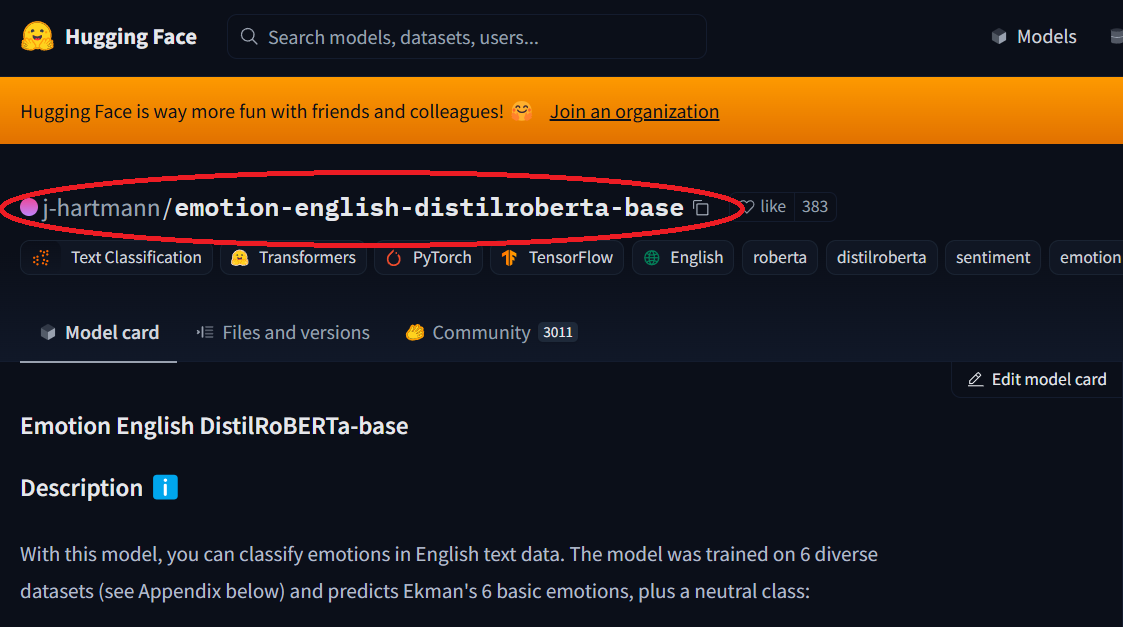 Hugging Face
Search models, datasets, users...
Models
Hugging Face is way more fun with friends and colleagues! 🤗 Join an organization
j-hartmann/emotion-english-distilroberta-base
like 383
Text Classification Transformers PyTorch TensorFlow English roberta distilroberta sentiment emotion
Model card Files and versions Community 3011
Edit model card
Emotion English DistilRoBERTa-base
Description ℹ️
With this model, you can classify emotions in English text data. The model was trained on 6 diverse
datasets (see Appendix below) and predicts Ekman's 6 basic emotions, plus a neutral class: